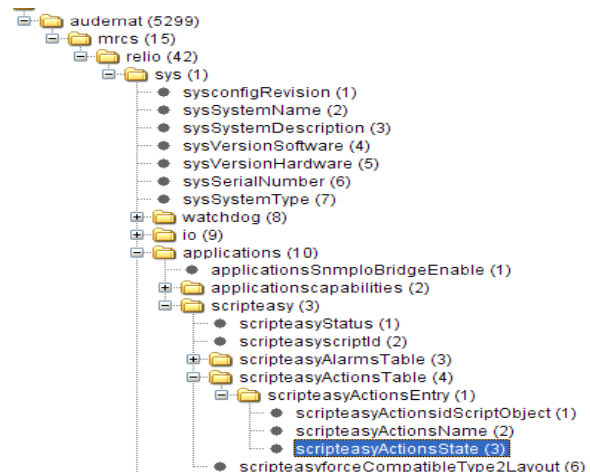 audemat (5299)
mrcs (15)
relio (42)
sys (1)
sysconfigRevision (1)
sysSystemName (2)
sysSystemDescription (3)
sysVersionSoftware (4)
sysVersionHardware (5)
sysSerialNumber (6)
sysSystemType (7)
watchdog (8)
io (9)
applications (10)
applicationsSnmpIoBridgeEnable (1)
applicationscapabilities (2)
scripteasy (3)
scripteasyStatus (1)
scripteasyscriptId (2)
scripteasyAlarmsTable (3)
scripteasyActionsTable (4)
scripteasyActionsEntry (1)
scripteasyActionsidScriptObject (1)
scripteasyActionsName (2)
scripteasyActionsState (3)
scripteasyforceCompatibleType2Layout (6)